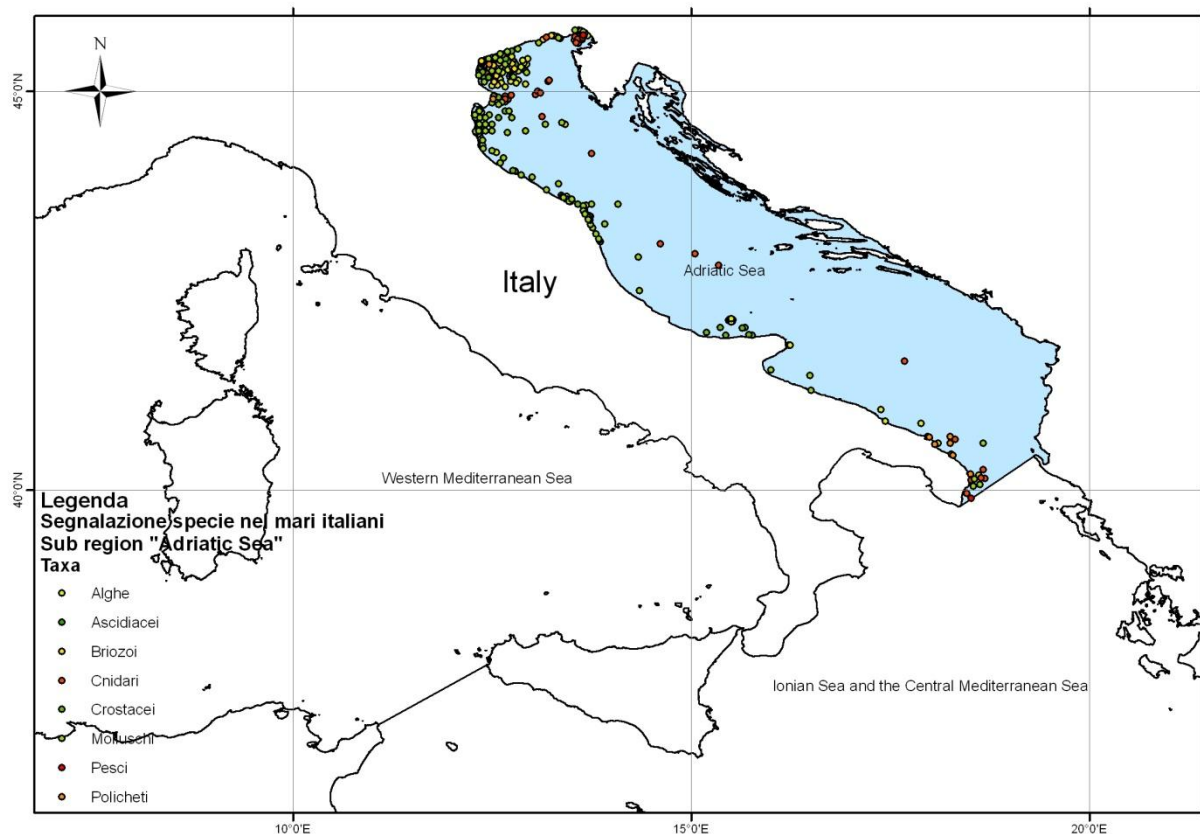 N
45°0'N
Italy
Adriatic Sea
Western Mediterranean Sea
40°0'N
Legenda
Segnalazione specie nei mari italiani
Sub region "Adriatic Sea"
Taxa
Alghe
Ascidiacei
Briozoi
Cnidari
Crostacei
Molluschi
Pesci
Policheti
Ionian Sea and the Central Mediterranean Sea
10°0'E
15°0'E
20°0'E